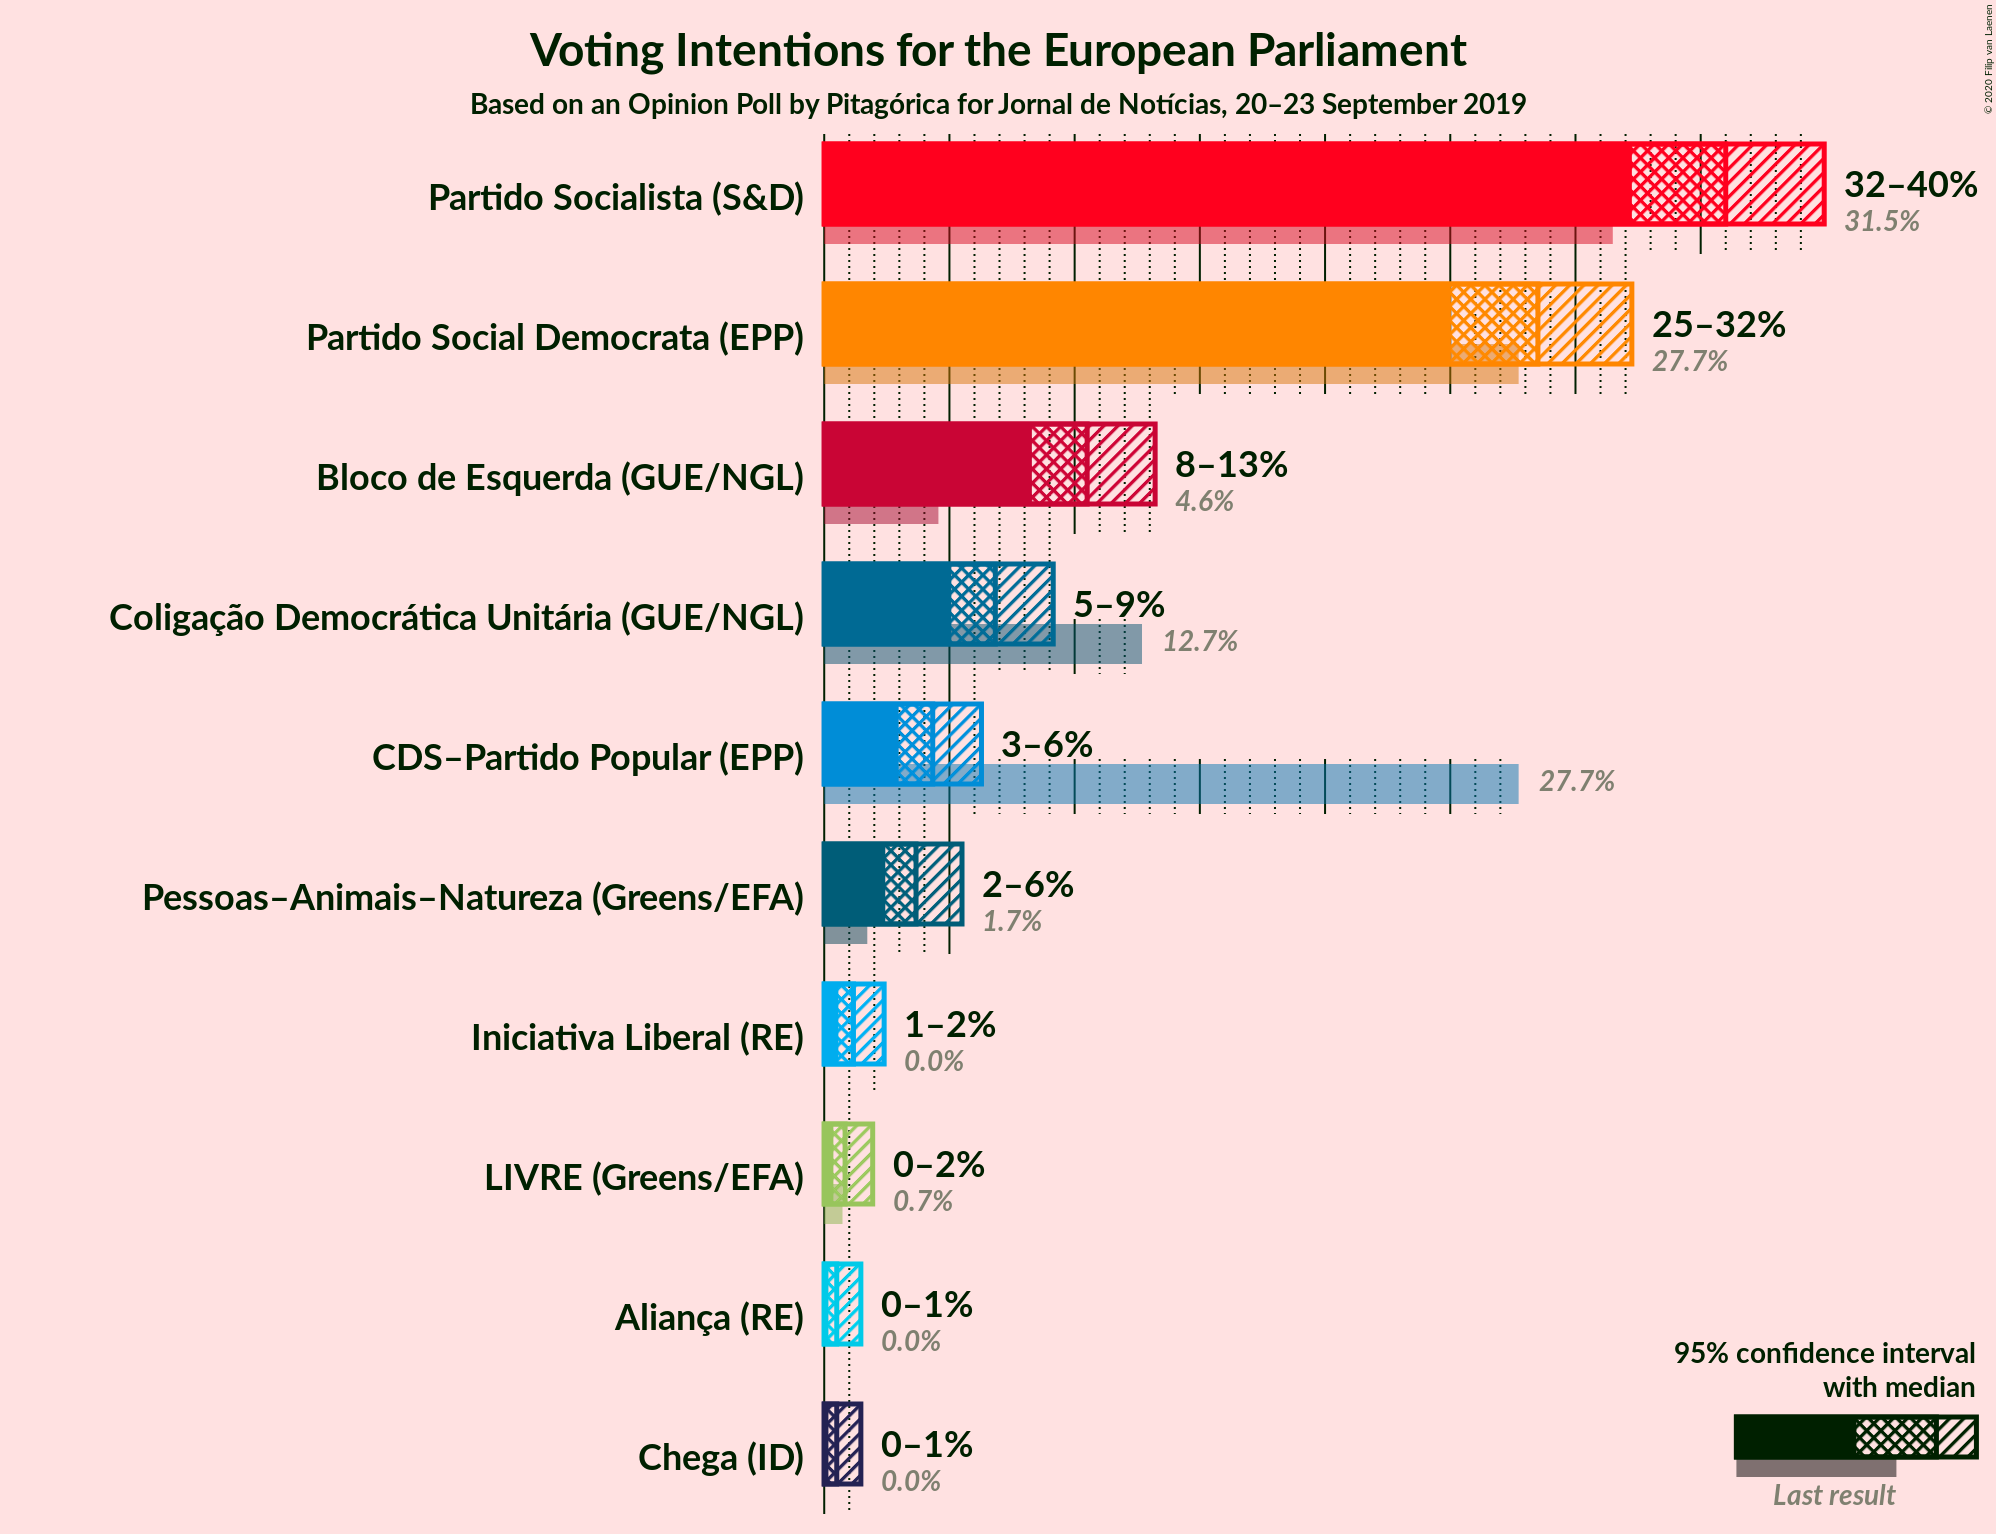 Voting Intentions for the European Parliament
Based on an Opinion Poll by Pitagórica for Jornal de Notícias, 20–23 September 2019
© 2020 Filip van Laenen
Partido Socialista (S&D)
32–40%
31.5%
Partido Social Democrata (EPP)
25–32%
27.7%
Bloco de Esquerda (GUE/NGL)
8–13%
4.6%
Coligação Democrática Unitária (GUE/NGL)
5–9%
12.7%
CDS–Partido Popular (EPP)
3–6%
27.7%
Pessoas–Animais–Natureza (Greens/EFA)
2–6%
1.7%
Iniciativa Liberal (RE)
1–2%
0.0%
LIVRE (Greens/EFA)
0–2%
0.7%
Aliança (RE)
0–1%
0.0%
Chega (ID)
0–1%
0.0%
95% confidence interval
with median
Last result